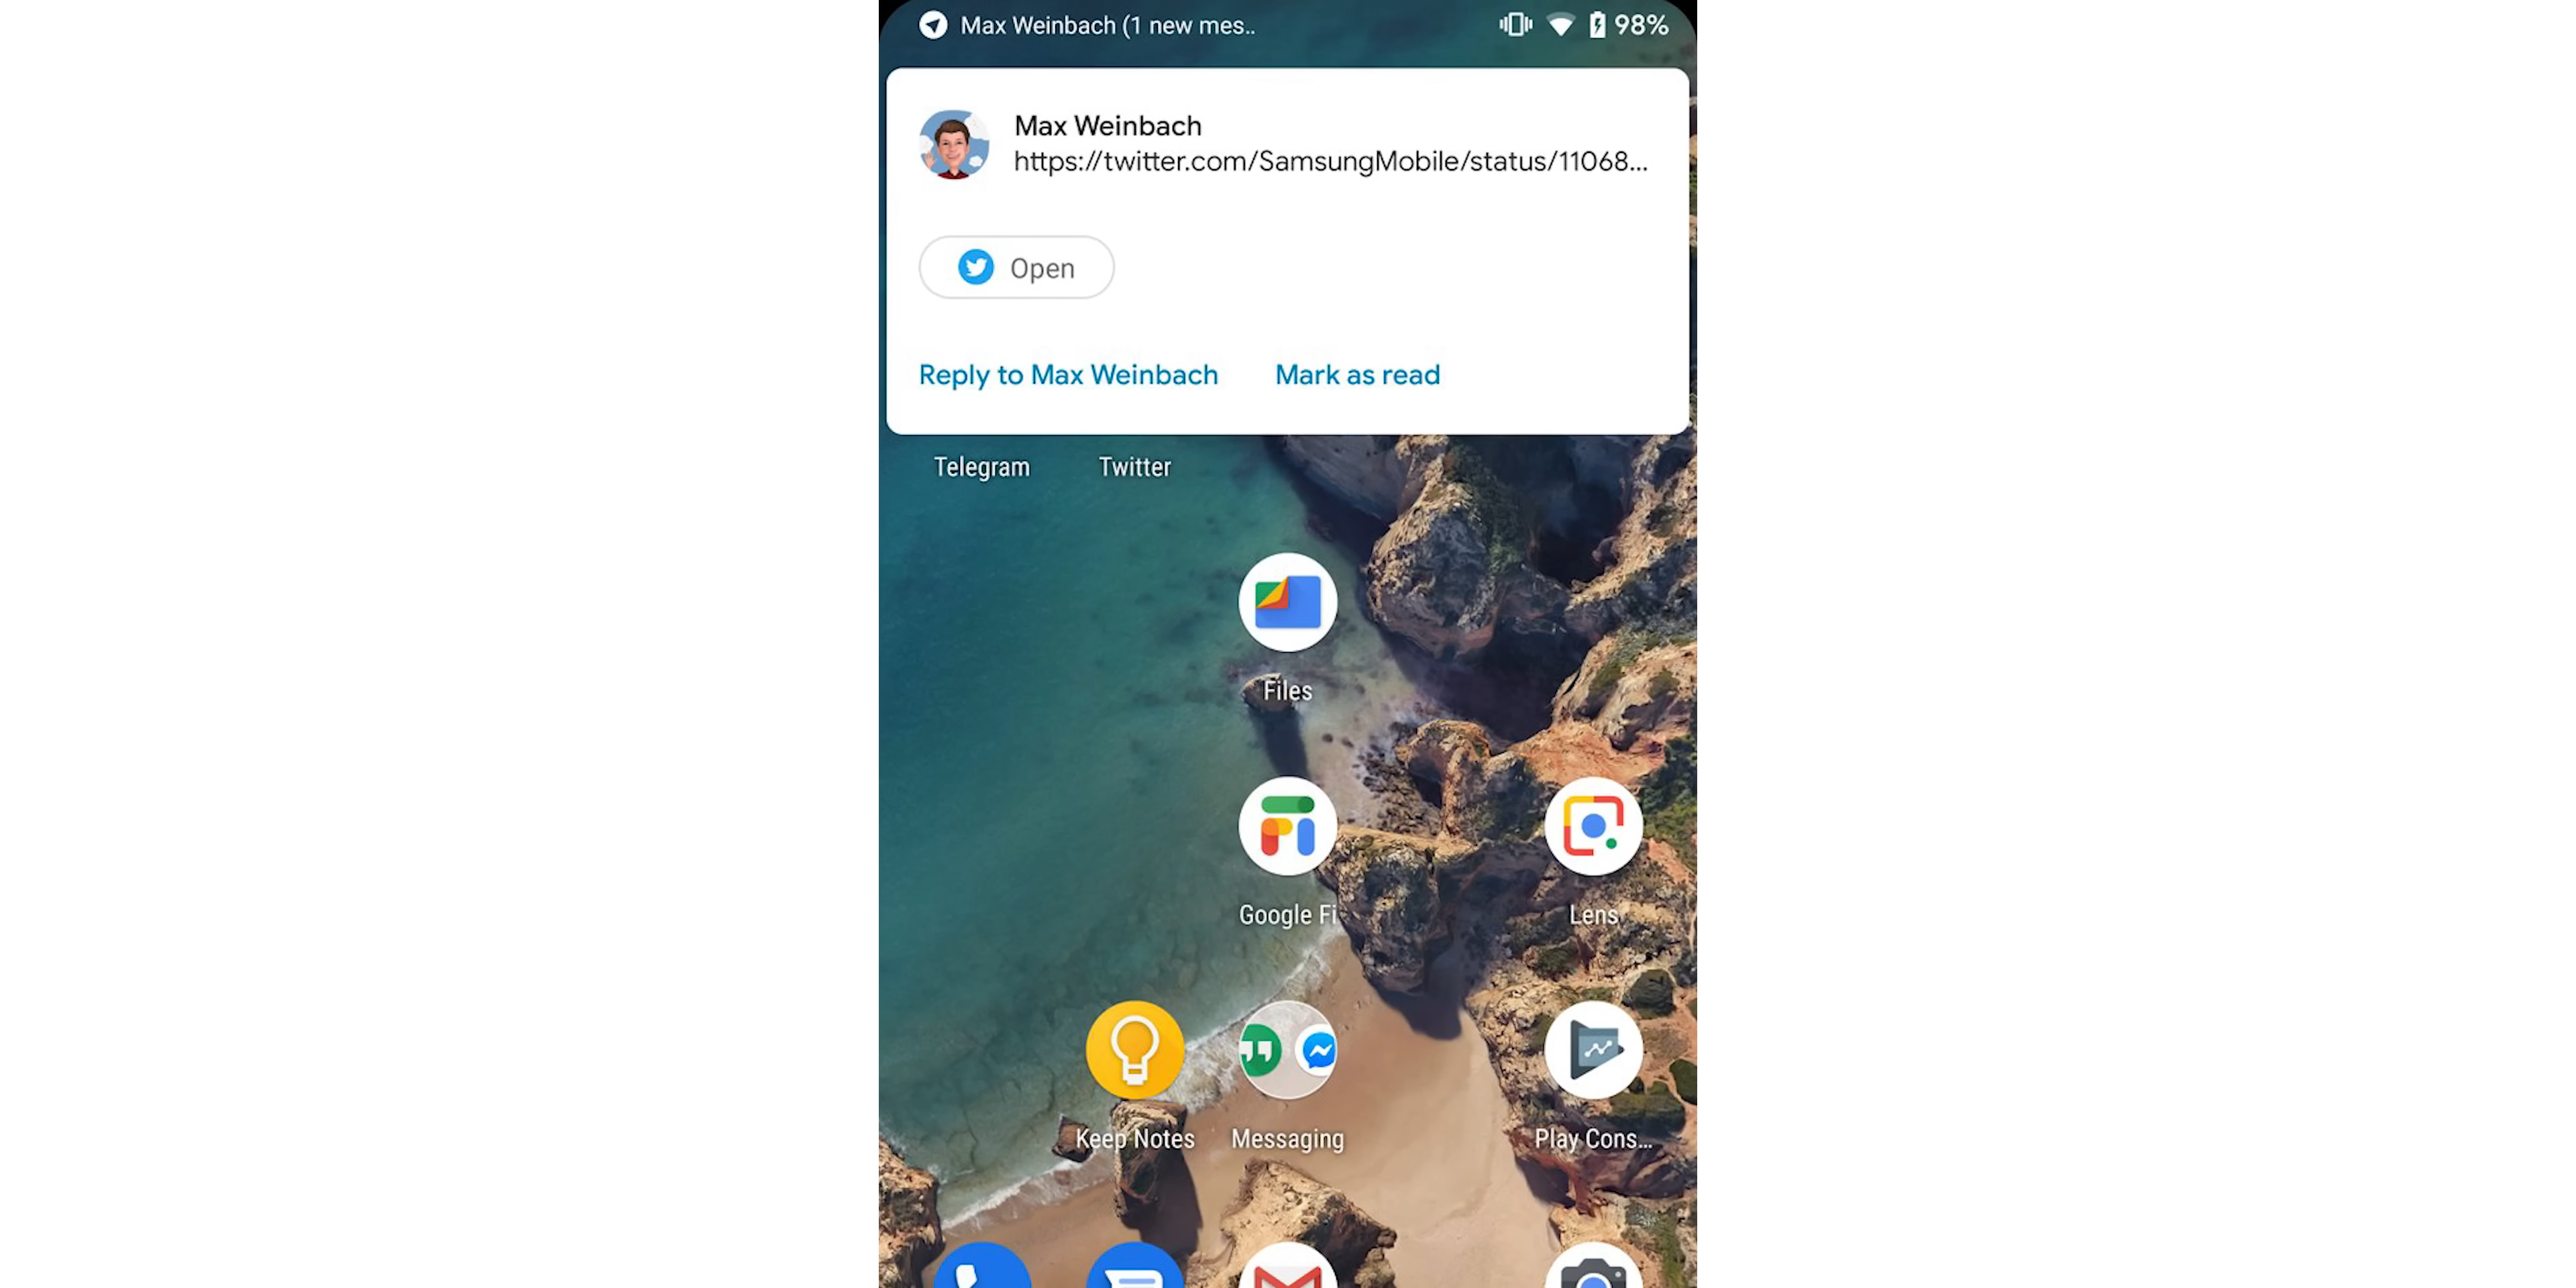 Max Weinbach (1 new mes..
98%
Max Weinbach
https://twitter.com/SamsungMobile/status/11068...
Open
Reply to Max Weinbach Mark as read
Telegram Twitter
Files
Google Fi Lens
Keep Notes Messaging Play Cons...